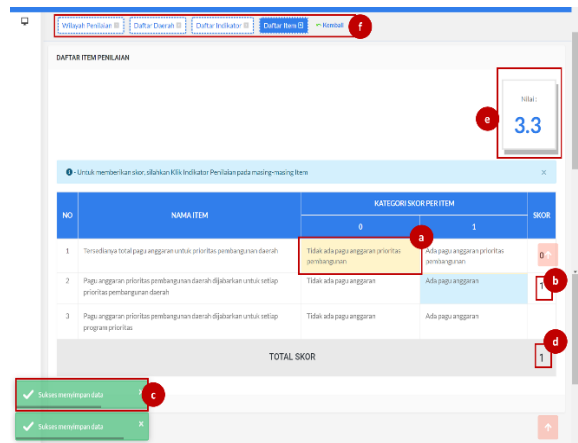 Wilayah Penilaian
Daftar Daerah
Daftar Indikator
Daftar Item
Kembali
f
DAFTAR ITEM PENILAIAN
Nilai :
3.3
e
- Untuk memberikan skor, silahkan Klik Indikator Penilaian pada masing-masing Item
×
NO
NAMA ITEM
KATEGORI SKOR PER ITEM
SKOR
0
1
a
1
Tersedianya total pagu anggaran untuk prioritas pembangunan daerah
Tidak ada pagu anggaran prioritas
pembangunan
Ada pagu anggaran prioritas
pembangunan
0
2
Pagu anggaran prioritas pembangunan daerah dijabarkan untuk setiap
prioritas pembangunan daerah
Tidak ada pagu anggaran
Ada pagu anggaran
1
b
3
Pagu anggaran prioritas pembangunan daerah dijabarkan untuk setiap
program prioritas
Tidak ada pagu anggaran
Ada pagu anggaran
d
TOTAL SKOR
1
Sukses menyimpan data
×
c
Sukses menyimpan data
×